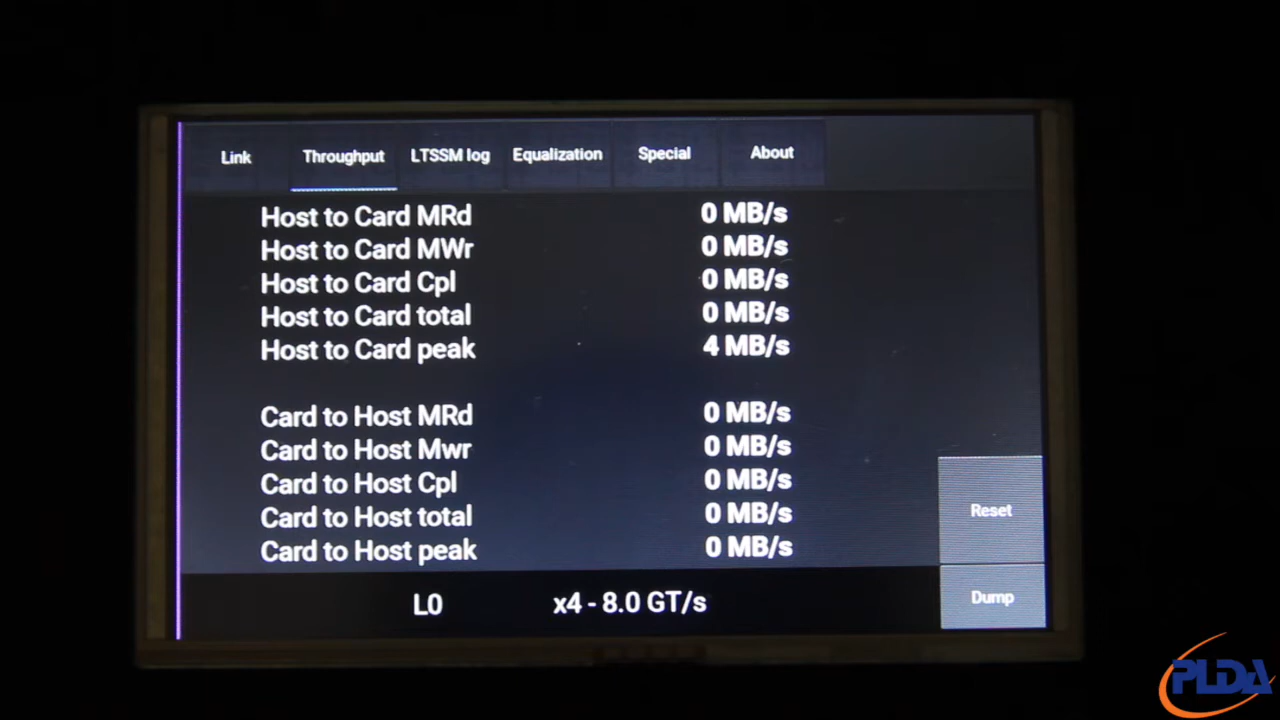 Link Throughput LTSSM log Equalization Special About
Host to Card MRd 0 MB/s
Host to Card MWr 0 MB/s
Host to Card Cpl 0 MB/s
Host to Card total 0 MB/s
Host to Card peak 4 MB/s
Card to Host MRd 0 MB/s
Card to Host Mwr 0 MB/s
Card to Host Cpl 0 MB/s
Card to Host total 0 MB/s
Card to Host peak 0 MB/s
Reset
L0 x4 - 8.0 GT/s Dump
PLDA